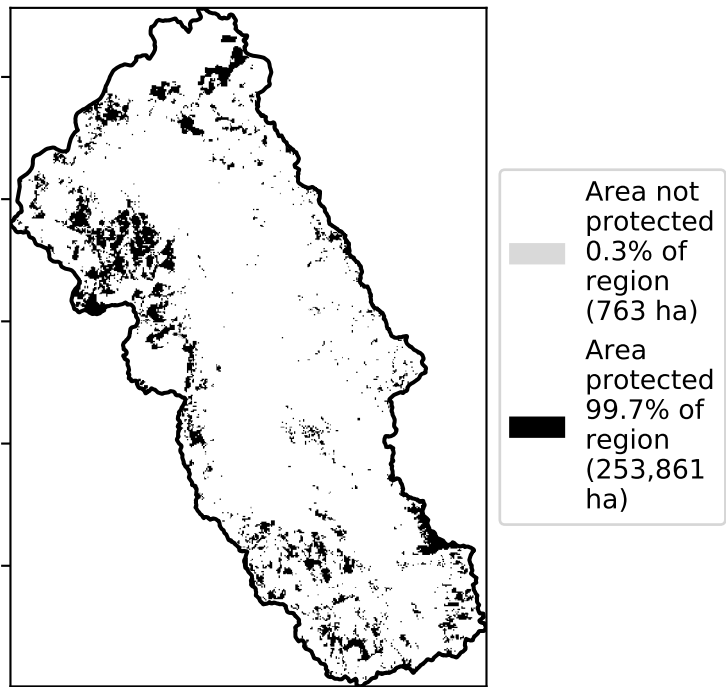 Area not
protected
0.3% of
region
(763 ha)
Area
protected
99.7% of
region
(253,861
ha)